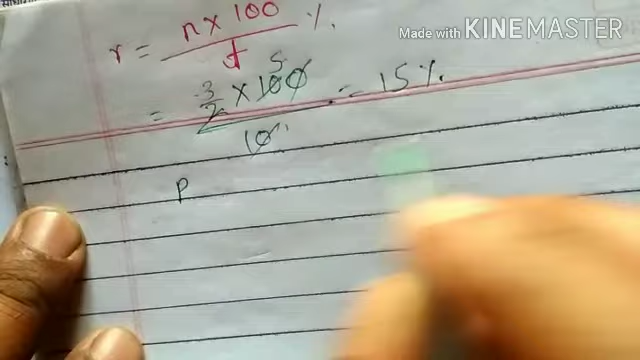 Made with KINEMASTER
r = n × 100 / t %.
= 3/2 × 100 / 10 = 15 %.
P